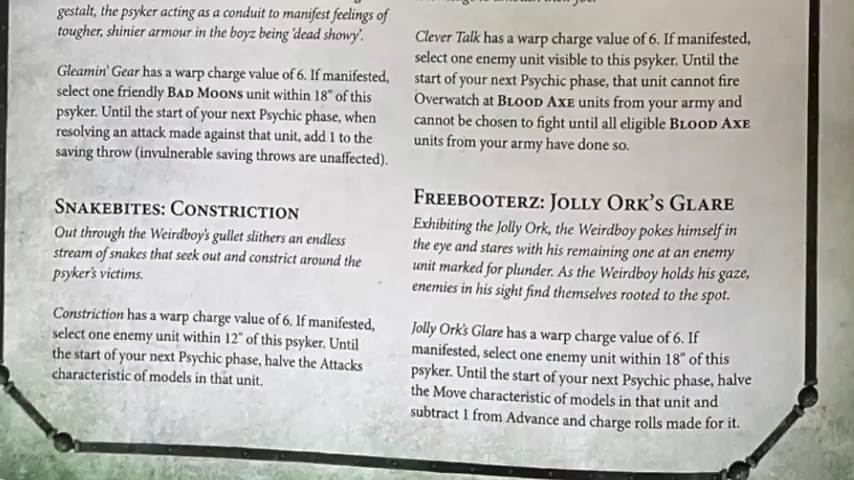 gestalt, the psyker acting as a conduit to manifest feelings of
tougher, shinier armour in the boyz being 'dead showy'.
Gleamin' Gear has a warp charge value of 6. If manifested,
select one friendly BAD MOONS unit within 18" of this
psyker. Until the start of your next Psychic phase, when
resolving an attack made against that unit, add 1 to the
saving throw (invulnerable saving throws are unaffected).
SNAKEBITES: CONSTRICTION
Out through the Weirdboy's gullet slithers an endless
stream of snakes that seek out and constrict around the
psyker's victims.
Constriction has a warp charge value of 6. If manifested,
select one enemy unit within 12" of this psyker. Until
the start of your next Psychic phase, halve the Attacks
characteristic of models in that unit.
Clever Talk has a warp charge value of 6. If manifested,
select one enemy unit visible to this psyker. Until the
start of your next Psychic phase, that unit cannot fire
Overwatch at BLOOD AXE units from your army and
cannot be chosen to fight until all eligible BLOOD AXE
units from your army have done so.
FREEBOOTERZ: JOLLY ORK'S GLARE
Exhibiting the Jolly Ork, the Weirdboy pokes himself in
the eye and stares with his remaining one at an enemy
unit marked for plunder. As the Weirdboy holds his gaze,
enemies in his sight find themselves rooted to the spot.
Jolly Ork's Glare has a warp charge value of 6. If
manifested, select one enemy unit within 18" of this
psyker. Until the start of your next Psychic phase, halve
the Move characteristic of models in that unit and
subtract 1 from Advance and charge rolls made for it.